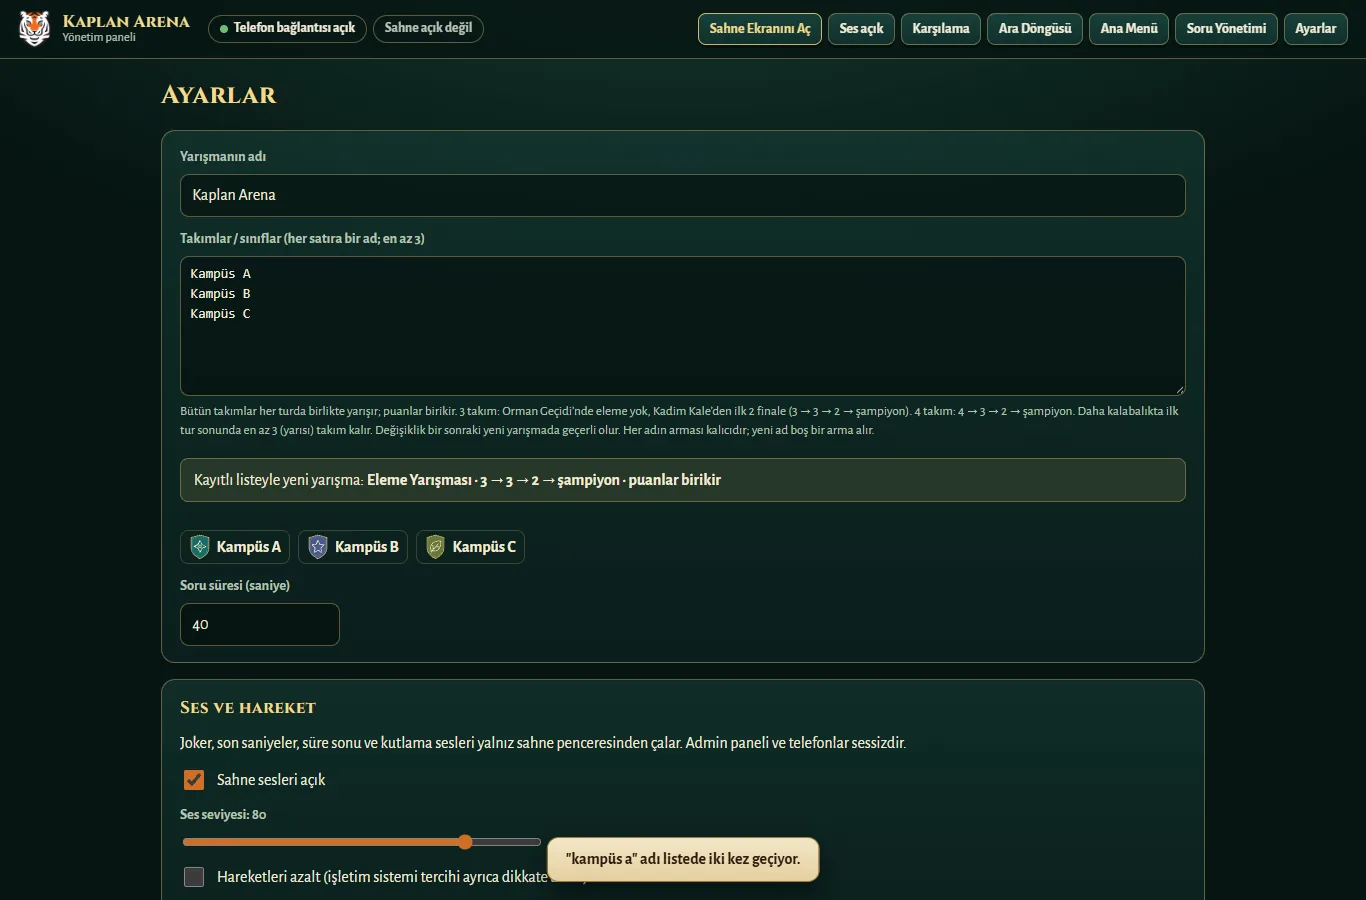 Kaplan Arena
Yönetim paneli
Telefon bağlantısı açık
Sahne açık değil
Sahne Ekranını Aç
Ses açık
Karşılama
Ara Döngüsü
Ana Menü
Soru Yönetimi
Ayarlar
Ayarlar
Yarışmanın adı
Kaplan Arena
Takımlar / sınıflar (her satıra bir ad; en az 3)
Kampüs A
Kampüs B
Kampüs C
Bütün takımlar her turda birlikte yarışır; puanlar birikir. 3 takım: Orman Geçidi'nde eleme yok, Kadim Kale'den ilk 2 finale (3 → 3 → 2 → şampiyon). 4 takım: 4 → 3 → 2 → şampiyon. Daha kalabalıkta ilk
tur sonunda en az 3 (yarısı) takım kalır. Değişiklik bir sonraki yeni yarışmada geçerli olur. Her adın arması kalıcıdır; yeni ad boş bir arma alır.
Kayıtlı listeyle yeni yarışma: Eleme Yarışması · 3 → 3 → 2 → şampiyon · puanlar birikir
Kampüs A
Kampüs B
Kampüs C
Soru süresi (saniye)
40
Ses ve hareket
Joker, son saniyeler, süre sonu ve kutlama sesleri yalnız sahne penceresinden çalar. Admin paneli ve telefonlar sessizdir.
Sahne sesleri açık
Ses seviyesi: 80
"kampüs a" adı listede iki kez geçiyor.
Hareketleri azalt (işletim sistemi tercihi ayrıca dikkate